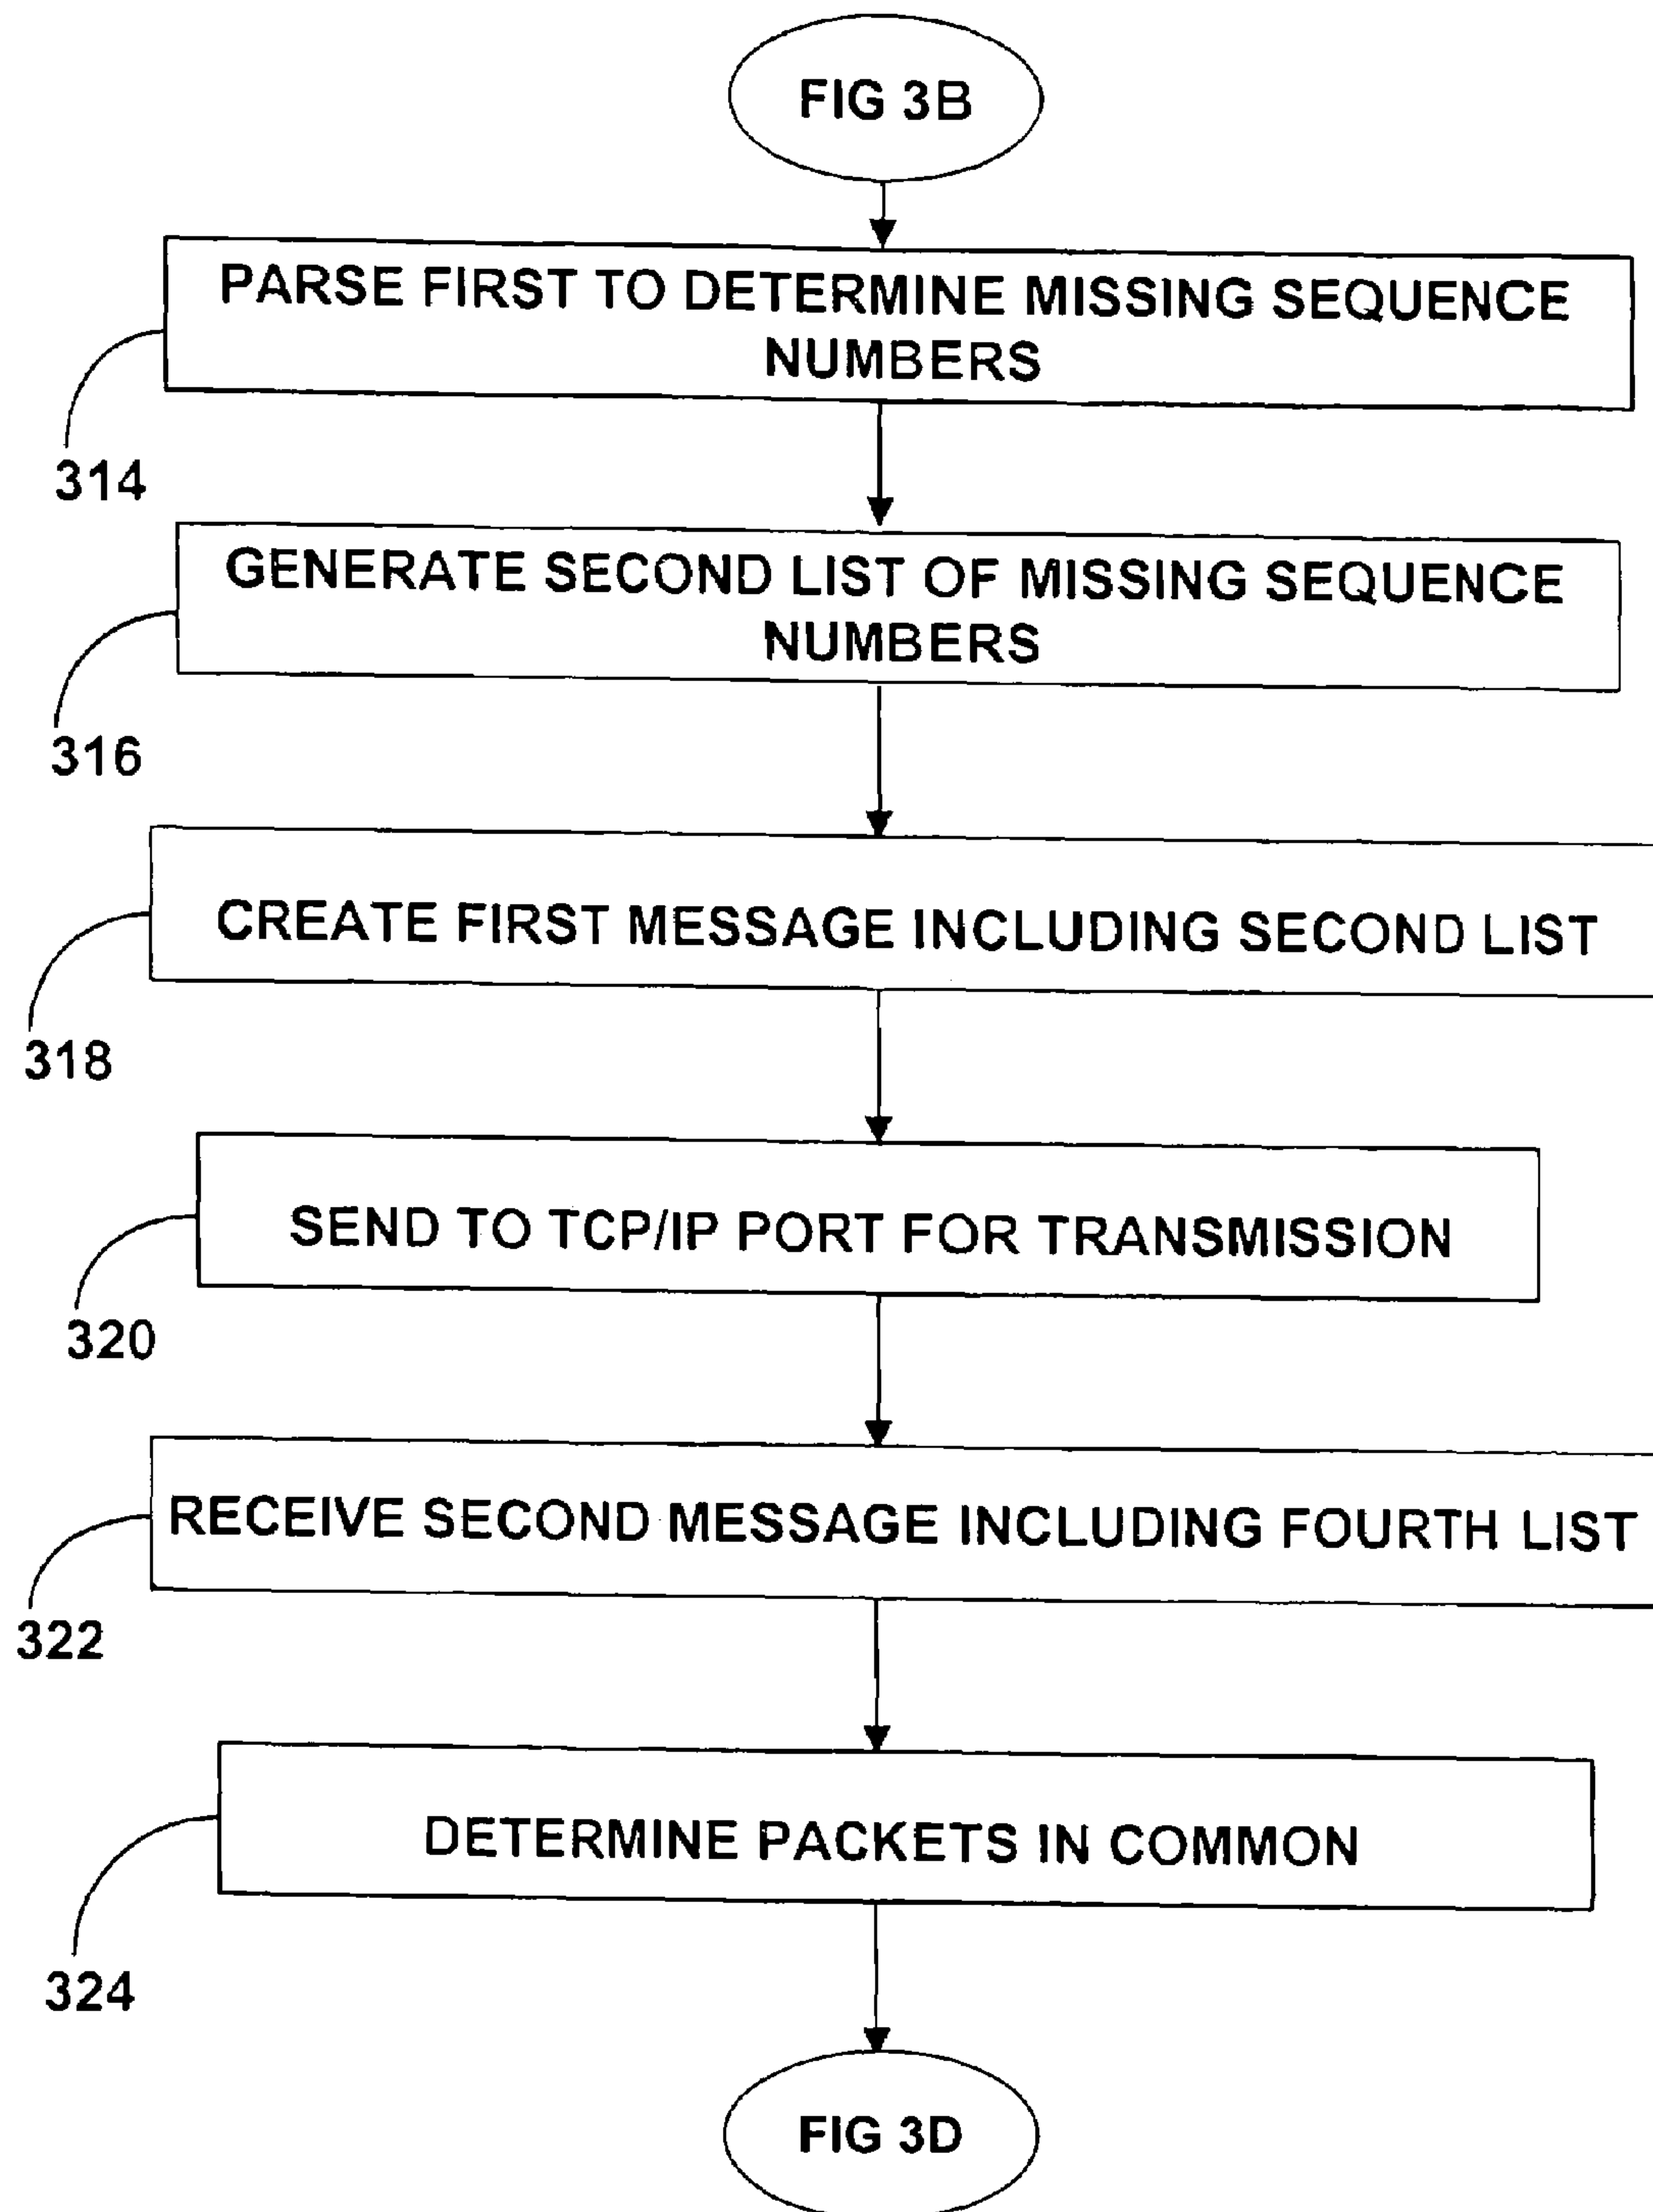 FIG 3B
PARSE FIRST TO DETERMINE MISSING SEQUENCE
NUMBERS
314
GENERATE SECOND LIST OF MISSING SEQUENCE
NUMBERS
316
CREATE FIRST MESSAGE INCLUDING SECOND LIST
318
SEND TO TCP/IP PORT FOR TRANSMISSION
320
RECEIVE SECOND MESSAGE INCLUDING FOURTH LIST
322
DETERMINE PACKETS IN COMMON
324
FIG 3D